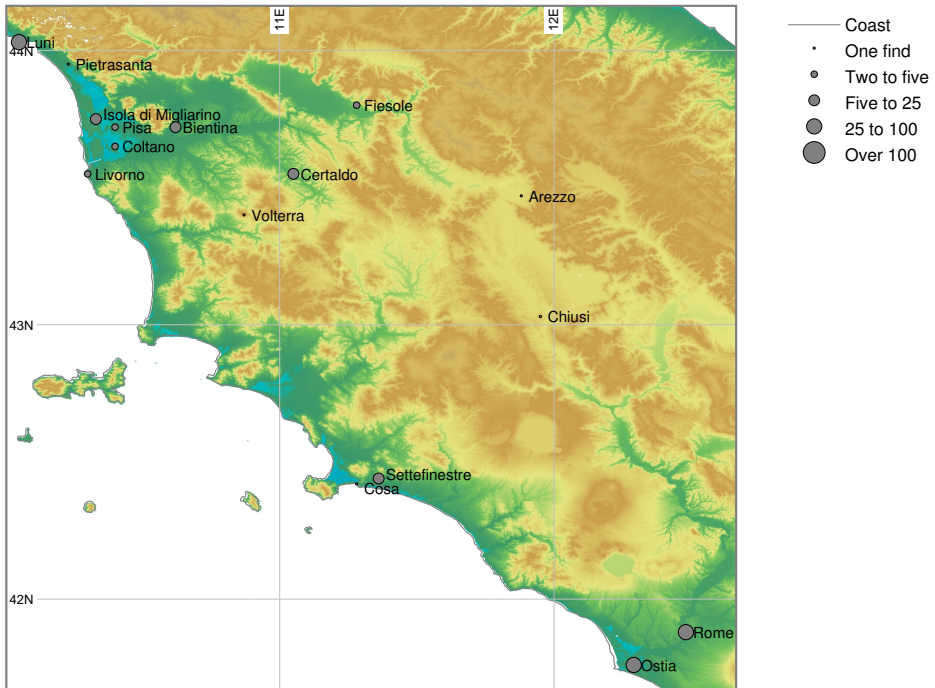 11E
12E
Luni
44N
Pietrasanta
Fiesole
Isola di Migliarino
Pisa
Bientina
Coltano
Livorno
Certaldo
Arezzo
Volterra
Chiusi
43N
Settefinestre
Cosa
42N
Rome
Ostia
Coast
One find
Two to five
Five to 25
25 to 100
Over 100